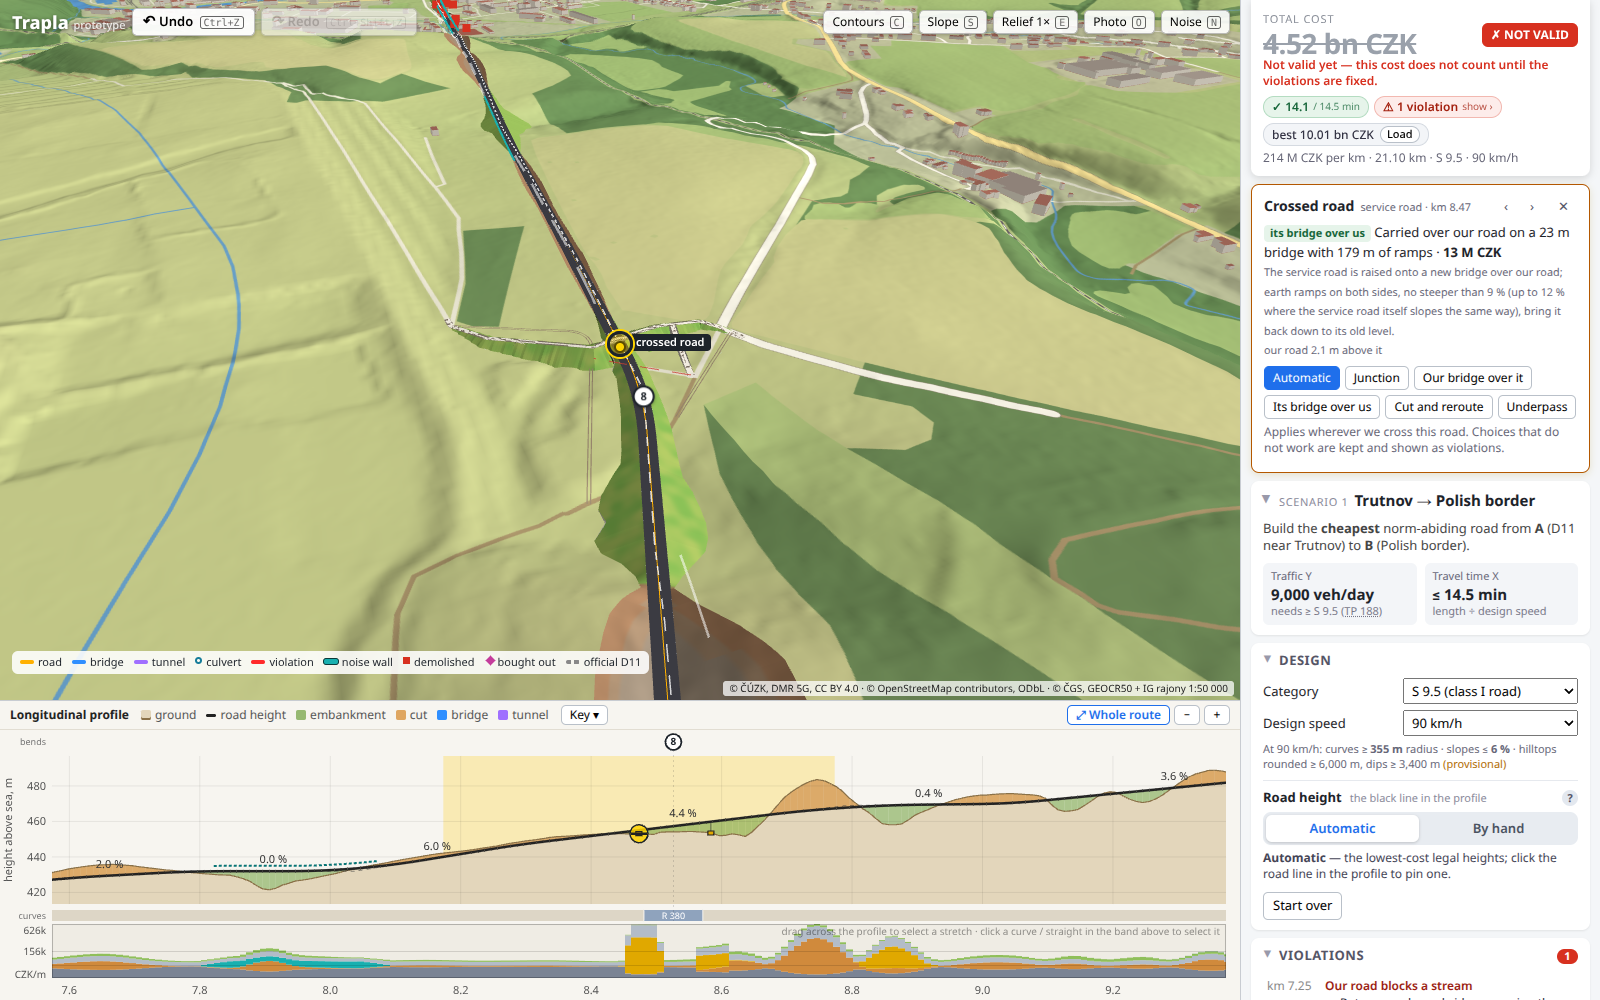 Trapla prototype
↶ Undo Ctrl+Z
↷ Redo Ctrl+Shift+Z
Contours C
Slope S
Relief 1× E
Photo O
Noise N
crossed road
8
road
bridge
tunnel
culvert
violation
noise wall
demolished
bought out
official D11
© ČÚZK, DMR 5G, CC BY 4.0 · © OpenStreetMap contributors, ODbL · © ČGS, GEOCR50 + IG rajony 1:50 000
Longitudinal profile
ground
road height
embankment
cut
bridge
tunnel
Key ▾
⤢ Whole route
−
+
bends
8
height above sea, m
480
460
440
420
2.0 %
0.0 %
6.0 %
4.4 %
0.4 %
3.6 %
curves
R 380
626k
156k
CZK/m
drag across the profile to select a stretch · click a curve / straight in the band above to select it
7.6
7.8
8.0
8.2
8.4
8.6
8.8
9.0
9.2
TOTAL COST
4.52 bn CZK
✗ NOT VALID
Not valid yet — this cost does not count until the
violations are fixed.
✓ 14.1 / 14.5 min
⚠ 1 violation show ›
best 10.01 bn CZK Load
214 M CZK per km · 21.10 km · S 9.5 · 90 km/h
Crossed road service road · km 8.47 ‹ › ✕
its bridge over us Carried over our road on a 23 m
bridge with 179 m of ramps · 13 M CZK
The service road is raised onto a new bridge over our road;
earth ramps on both sides, no steeper than 9 % (up to 12 %
where the service road itself slopes the same way), bring it
back down to its old level.
our road 2.1 m above it
Automatic
Junction
Our bridge over it
Its bridge over us
Cut and reroute
Underpass
Applies wherever we cross this road. Choices that do
not work are kept and shown as violations.
▼ SCENARIO 1 Trutnov → Polish border
Build the cheapest norm-abiding road from A (D11
near Trutnov) to B (Polish border).
Traffic Y
9,000 veh/day
needs ≥ S 9.5 (TP 188)
Travel time X
≤ 14.5 min
length ÷ design speed
▼ DESIGN
Category
S 9.5 (class I road)
Design speed
90 km/h
At 90 km/h: curves ≥ 355 m radius · slopes ≤ 6 % · hilltops
rounded ≥ 6,000 m, dips ≥ 3,400 m (provisional)
Road height the black line in the profile ?
Automatic
By hand
Automatic — the lowest-cost legal heights; click the
road line in the profile to pin one.
Start over
▼ VIOLATIONS 1
km 7.25 Our road blocks a stream